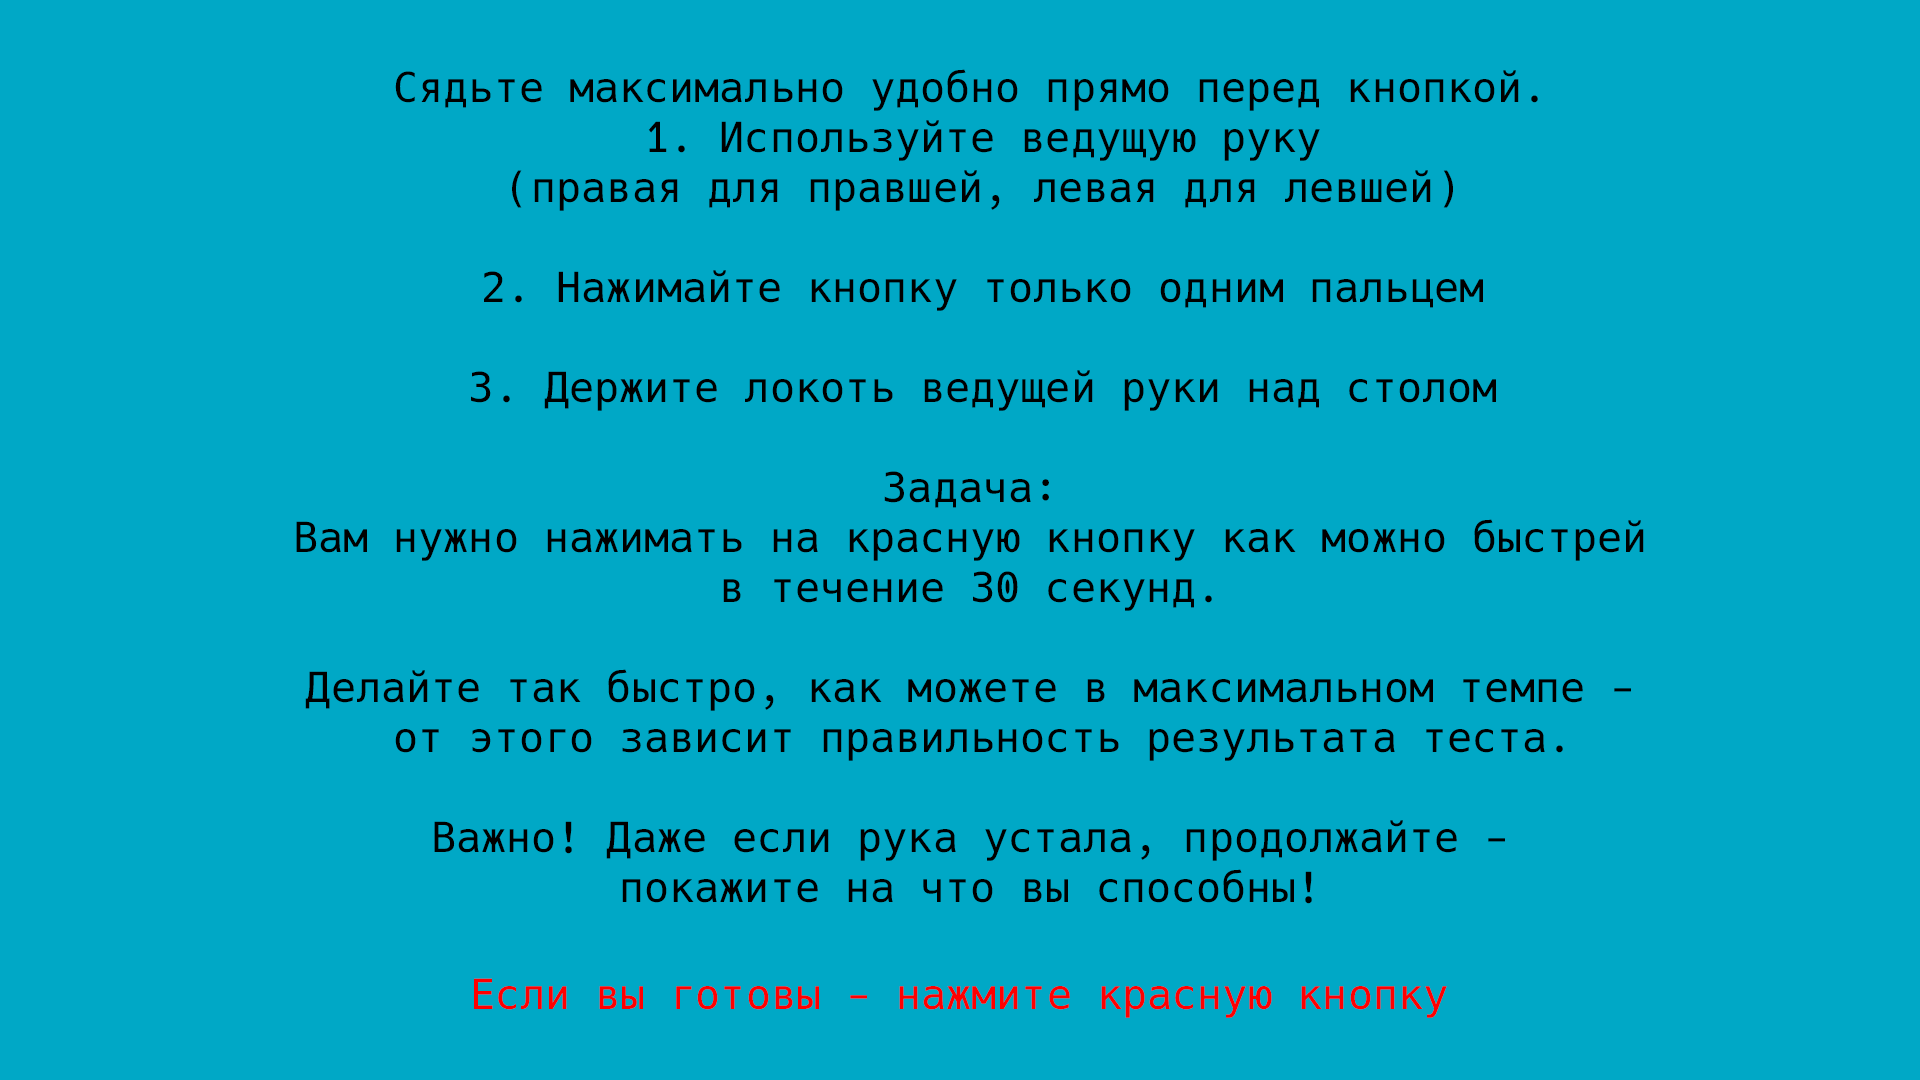 Сядьте максимально удобно прямо перед кнопкой.
1. Используйте ведущую руку
(правая для правшей, левая для левшей)
2. Нажимайте кнопку только одним пальцем
3. Держите локоть ведущей руки над столом
Задача:
Вам нужно нажимать на красную кнопку как можно быстрей
в течение 30 секунд.
Делайте так быстро, как можете в максимальном темпе –
от этого зависит правильность результата теста.
Важно! Даже если рука устала, продолжайте –
покажите на что вы способны!
Если вы готовы – нажмите красную кнопку